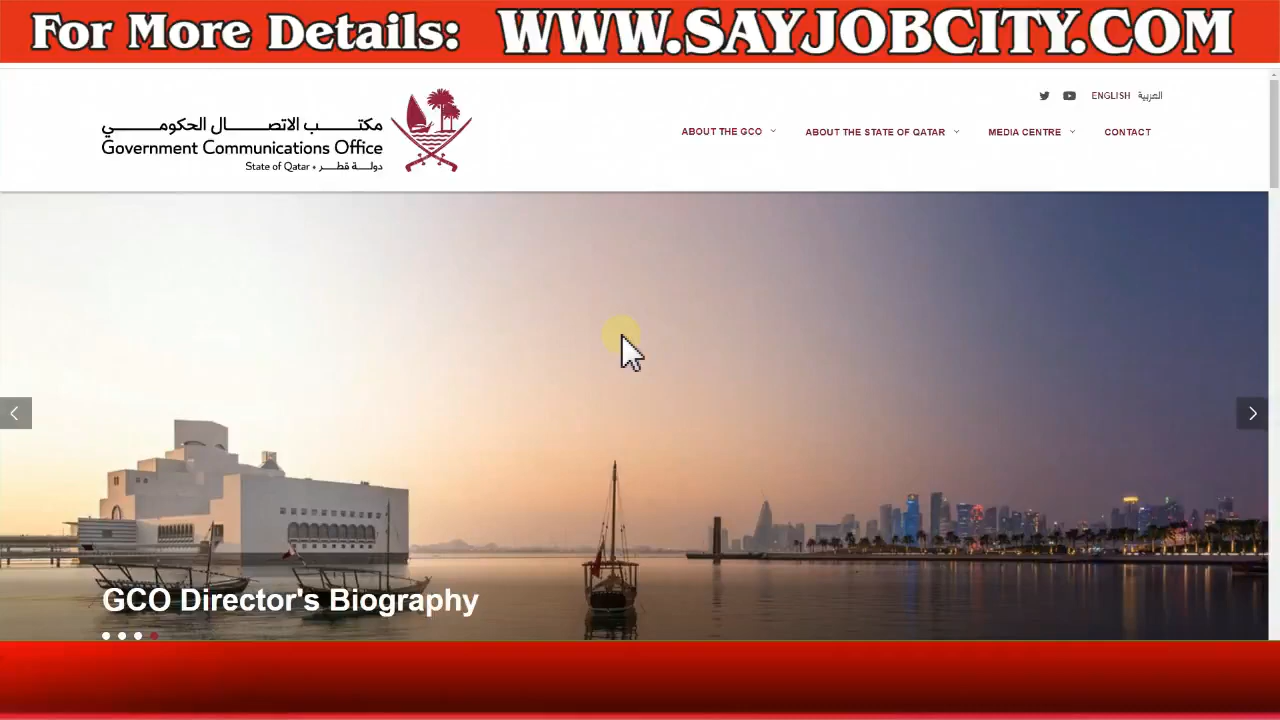 For More Details: WWW.SAYJOBCITY.COM
ENGLISH العربية
مكتب الاتصال الحكومي
Government Communications Office
State of Qatar • دولة قطر
ABOUT THE GCO
ABOUT THE STATE OF QATAR
MEDIA CENTRE
CONTACT
GCO Director's Biography